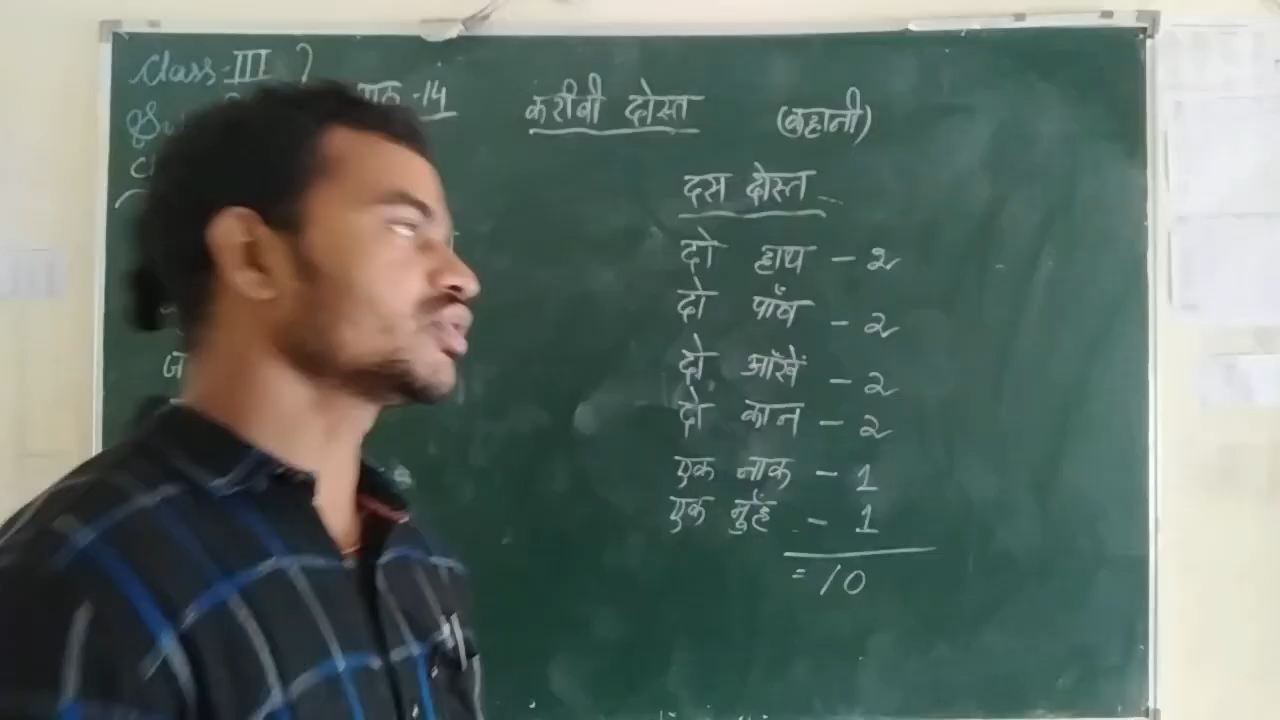 Class-III
पाठ-14 करीबी दोस्त (कहानी)
दस दोस्त
दो हाथ - 2
दो पाँव - 2
दो आँखें - 2
दो कान - 2
एक नाक - 1
एक मुहँ - 1
= 10